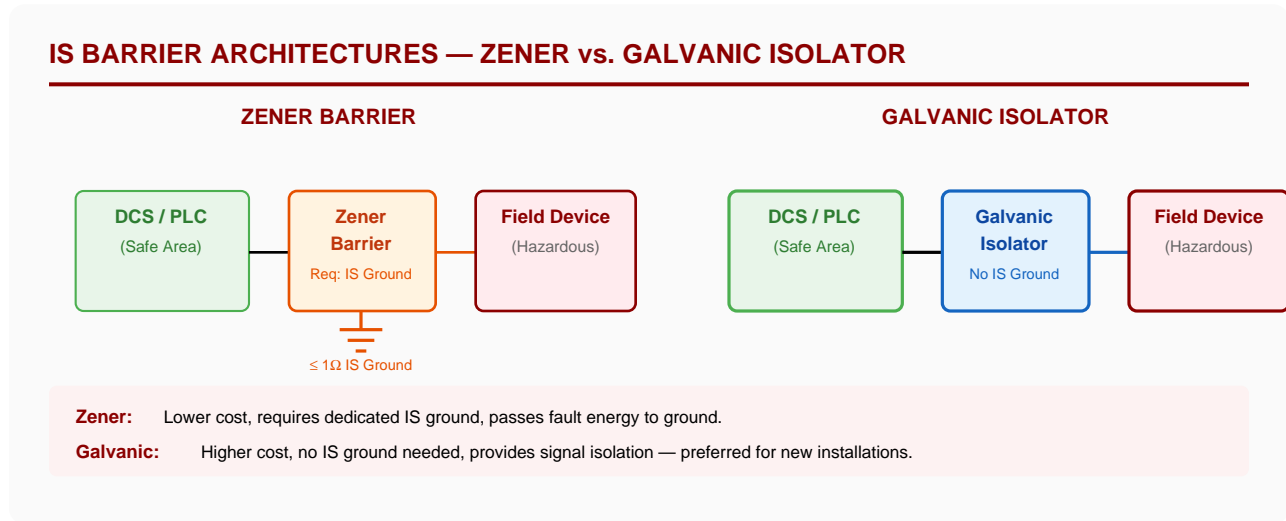 IS BARRIER ARCHITECTURES — ZENER vs. GALVANIC ISOLATOR
ZENER BARRIER
DCS / PLC
(Safe Area)
Zener
Barrier
Req: IS Ground
Field Device
(Hazardous)
≤ 1Ω IS Ground
GALVANIC ISOLATOR
DCS / PLC
(Safe Area)
Galvanic
Isolator
No IS Ground
Field Device
(Hazardous)
Zener: Lower cost, requires dedicated IS ground, passes fault energy to ground.
Galvanic: Higher cost, no IS ground needed, provides signal isolation — preferred for new installations.